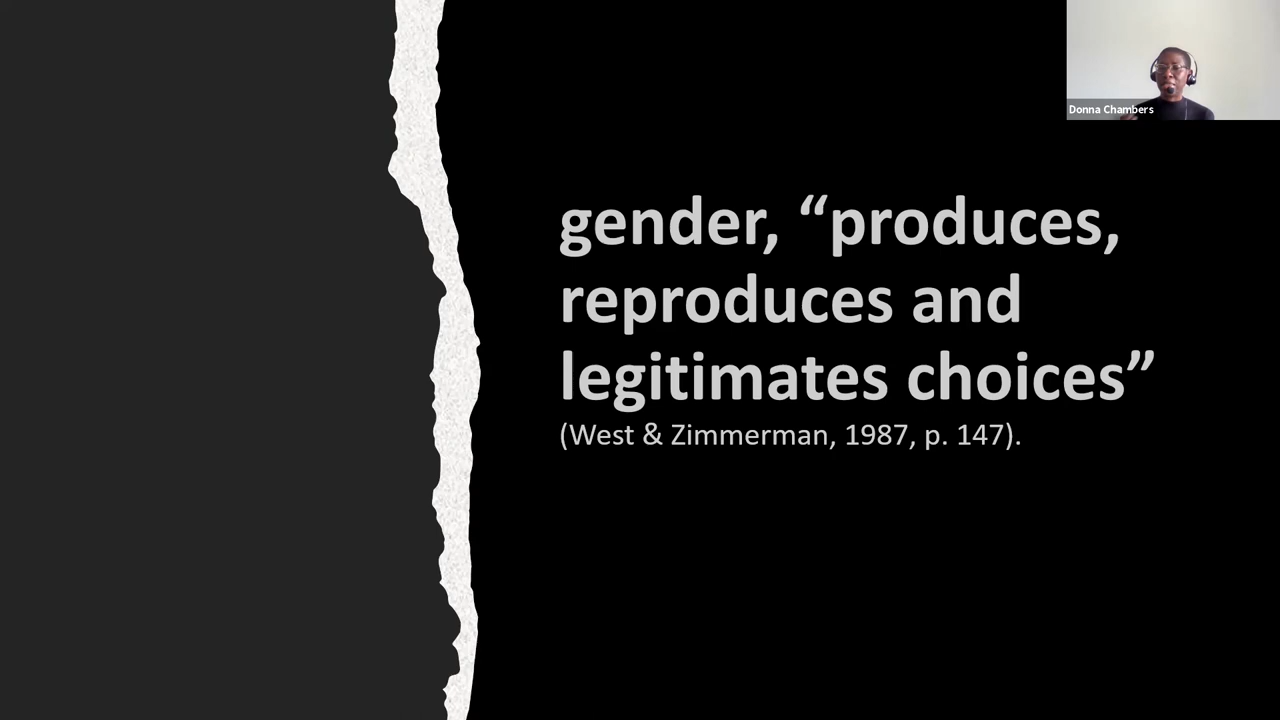 Donna Chambers
gender, “produces,
reproduces and
legitimates choices”
(West & Zimmerman, 1987, p. 147).